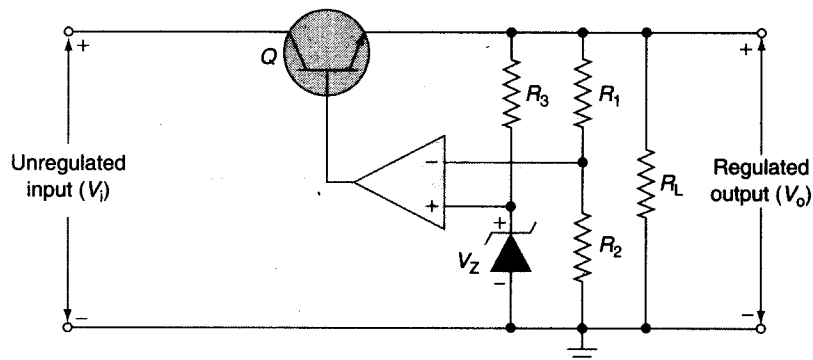 +
Q
R3
R1
+
Unregulated
input (Vi)
−
+
+
VZ
−
R2
RL
Regulated
output (Vo)
−
−